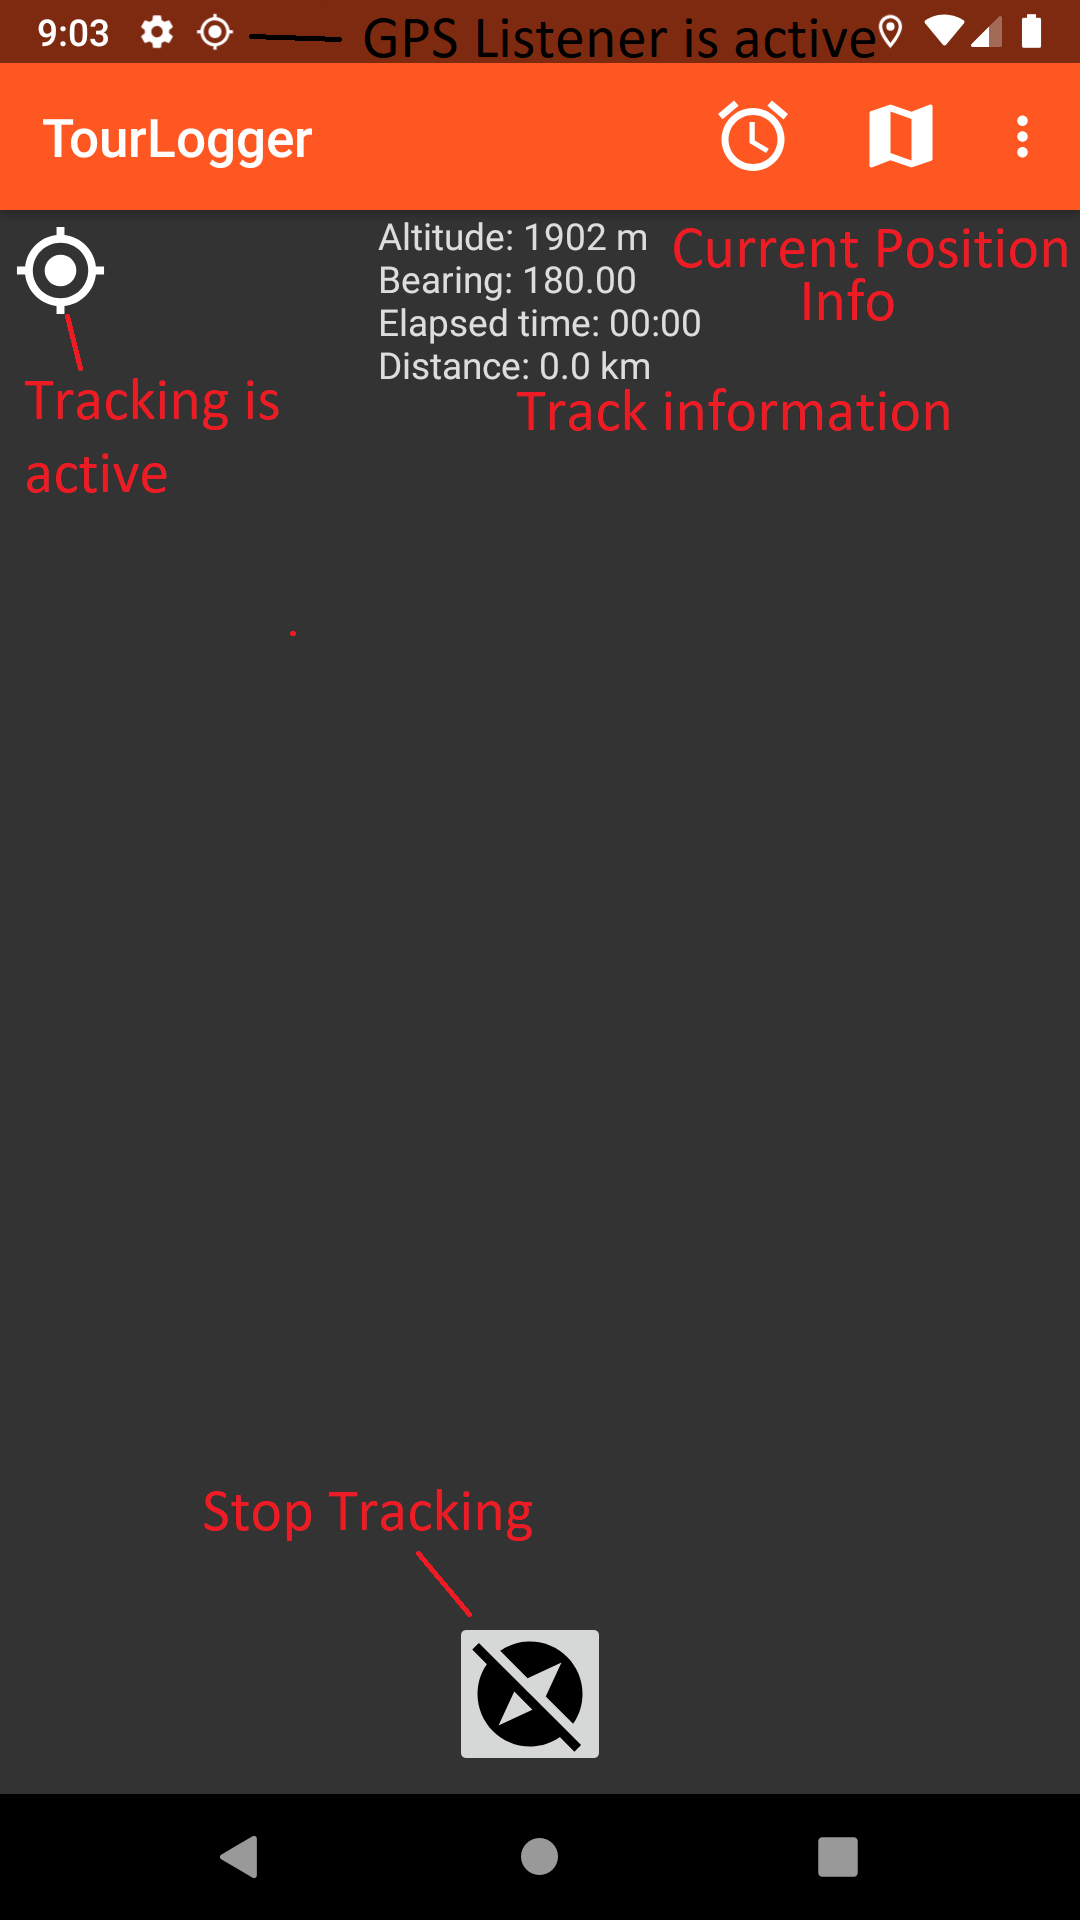 9:03
GPS Listener is active
TourLogger
Altitude: 1902 m
Bearing: 180.00
Elapsed time: 00:00
Distance: 0.0 km
Current Position
Info
Tracking is
active
Track information
Stop Tracking